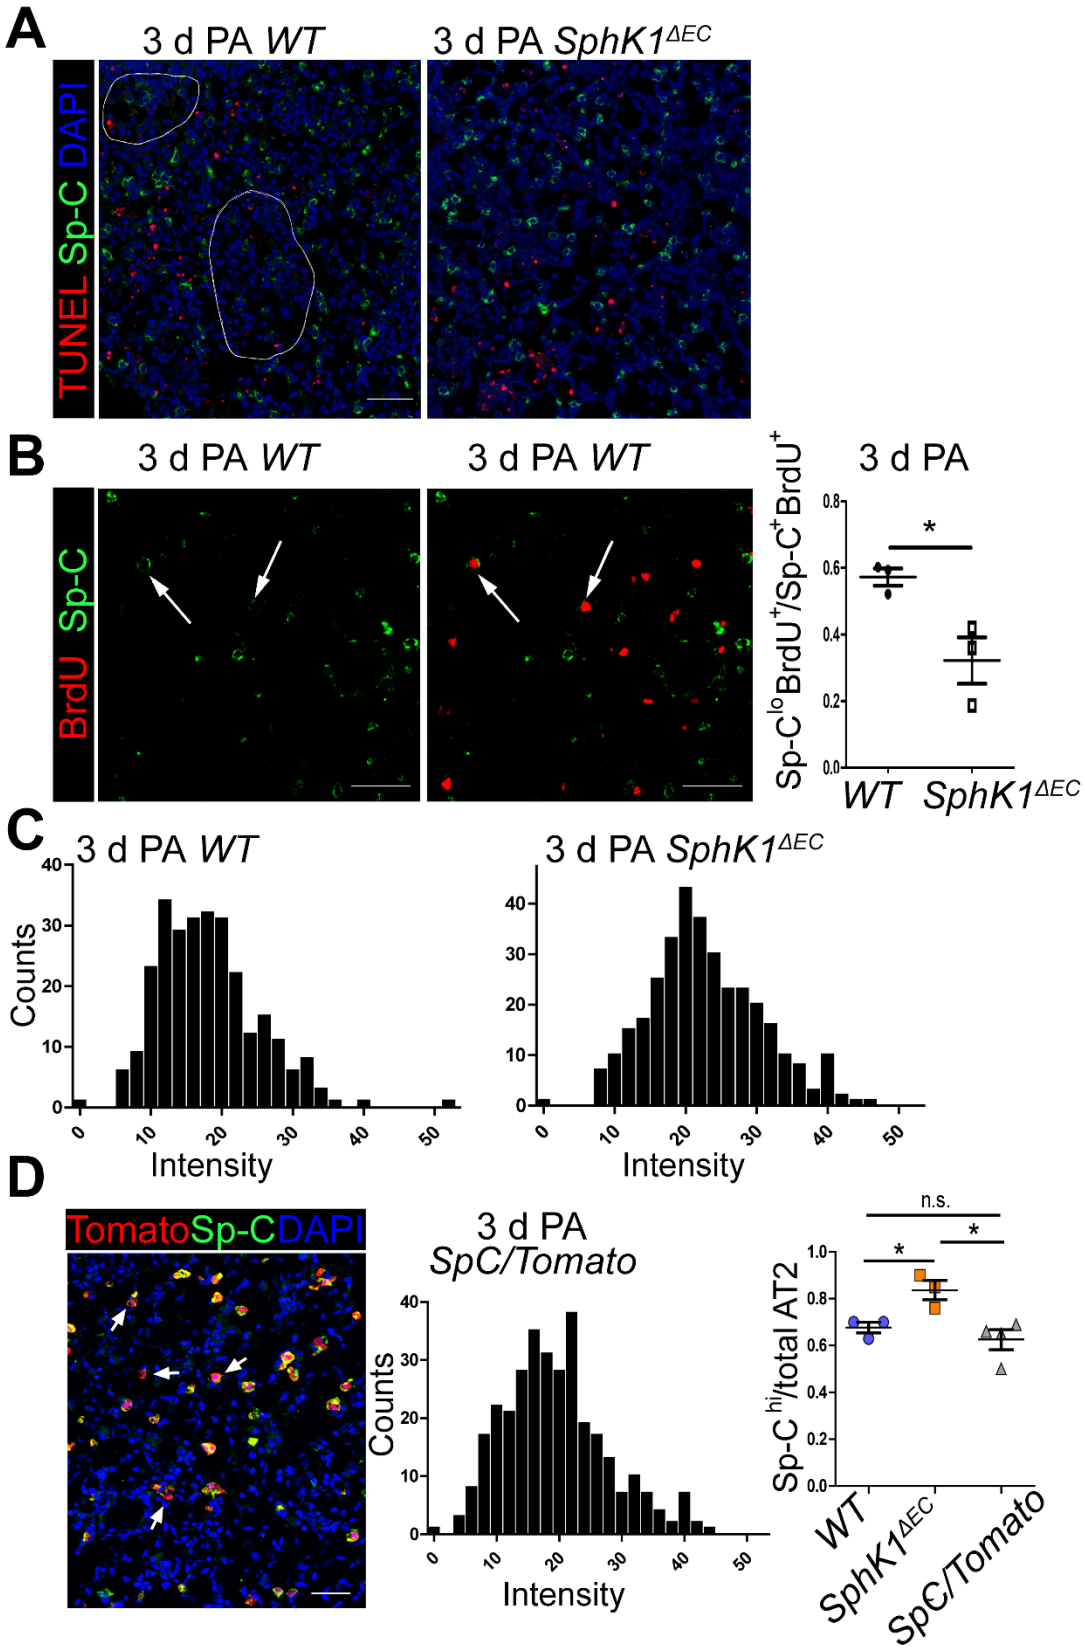 A
3 d PA WT
3 d PA SphK1ΔEC
TUNEL Sp-C DAPI
B
3 d PA WT
3 d PA WT
3 d PA
BrdU Sp-C
Sp-CloBrdU+/Sp-C+BrdU+
0.8
0.6
0.4
0.2
0.0
*
WT
SphK1ΔEC
C
3 d PA WT
3 d PA SphK1ΔEC
Counts
40
30
20
10
0
0 10 20 30 40 50
Intensity
40
30
20
10
0
0 10 20 30 40 50
Intensity
D
TomatoSp-CDAPI
3 d PA
SpC/Tomato
Counts
40
30
20
10
0
0 10 20 30 40 50
Intensity
Sp-Chi/total AT2
1.0
0.8
0.6
0.4
0.2
0.0
n.s.
*
*
WT
SphK1ΔEC
SpC/Tomato